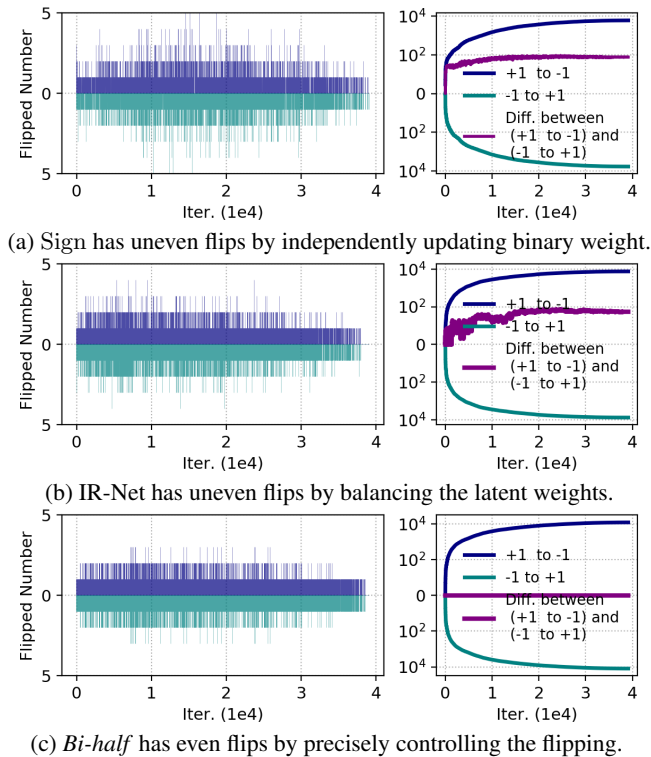 5
0
5
Flipped Number
0 1 2 3 4
Iter. (1e4)
10^4
10^2
0
10^2
10^4
+1 to -1
-1 to +1
Diff. between
(+1 to -1) and
(-1 to +1)
0 1 2 3 4
Iter. (1e4)
(a) Sign has uneven flips by independently updating binary weight.
5
0
5
Flipped Number
0 1 2 3 4
Iter. (1e4)
10^4
10^2
0
10^2
10^4
+1 to -1
-1 to +1
Diff. between
(+1 to -1) and
(-1 to +1)
0 1 2 3 4
Iter. (1e4)
(b) IR-Net has uneven flips by balancing the latent weights.
5
0
5
Flipped Number
0 1 2 3 4
Iter. (1e4)
10^4
10^2
0
10^2
10^4
+1 to -1
-1 to +1
Diff. between
(+1 to -1) and
(-1 to +1)
0 1 2 3 4
Iter. (1e4)
(c) Bi-half has even flips by precisely controlling the flipping.